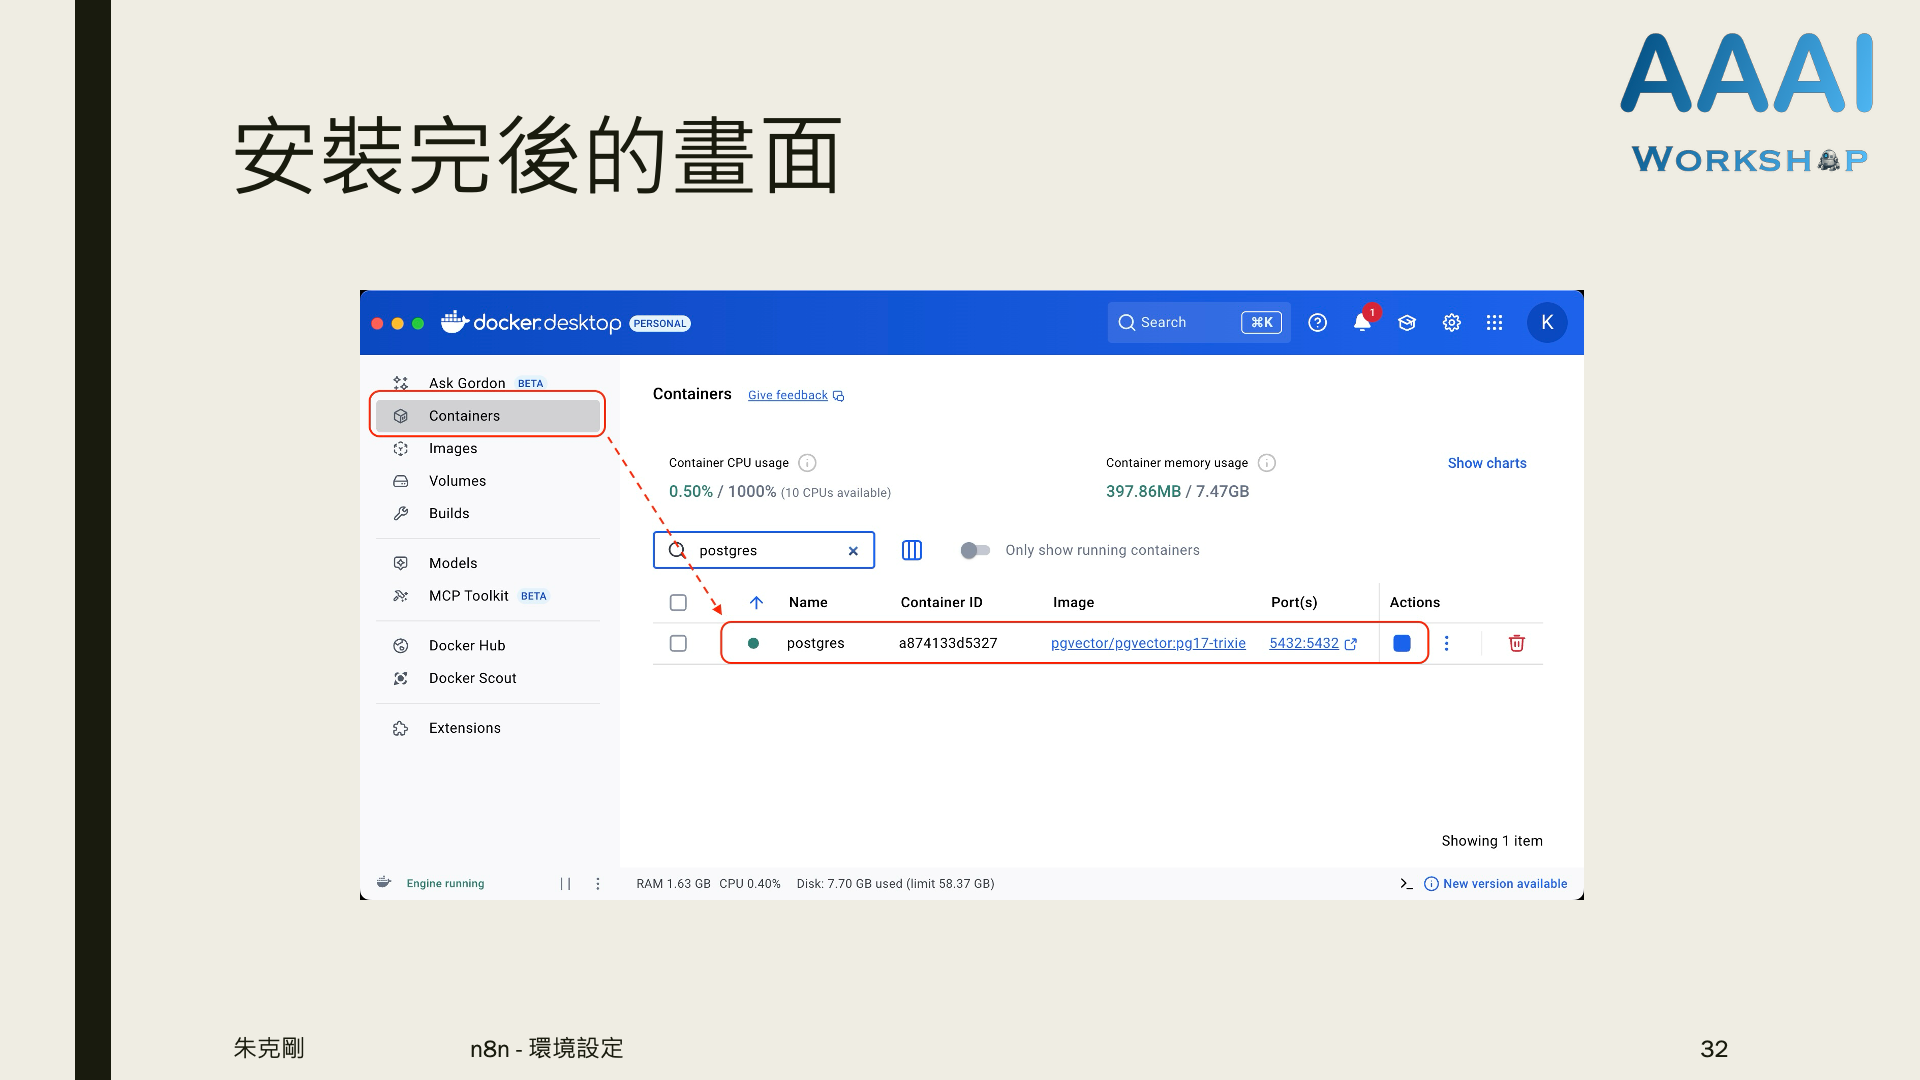 AAAI
WORKSHOP
安裝完後的畫面
docker.desktop PERSONAL
Search ⌘K
1
K
Ask Gordon BETA
Containers
Images
Volumes
Builds
Models
MCP Toolkit BETA
Docker Hub
Docker Scout
Extensions
Containers Give feedback
Container CPU usage
0.50% / 1000% (10 CPUs available)
Container memory usage
397.86MB / 7.47GB
Show charts
postgres
Only show running containers
Name Container ID Image Port(s) Actions
postgres a874133d5327 pgvector/pgvector:pg17-trixie 5432:5432
Showing 1 item
Engine running
RAM 1.63 GB CPU 0.40% Disk: 7.70 GB used (limit 58.37 GB)
New version available
朱克剛 n8n - 環境設定 32